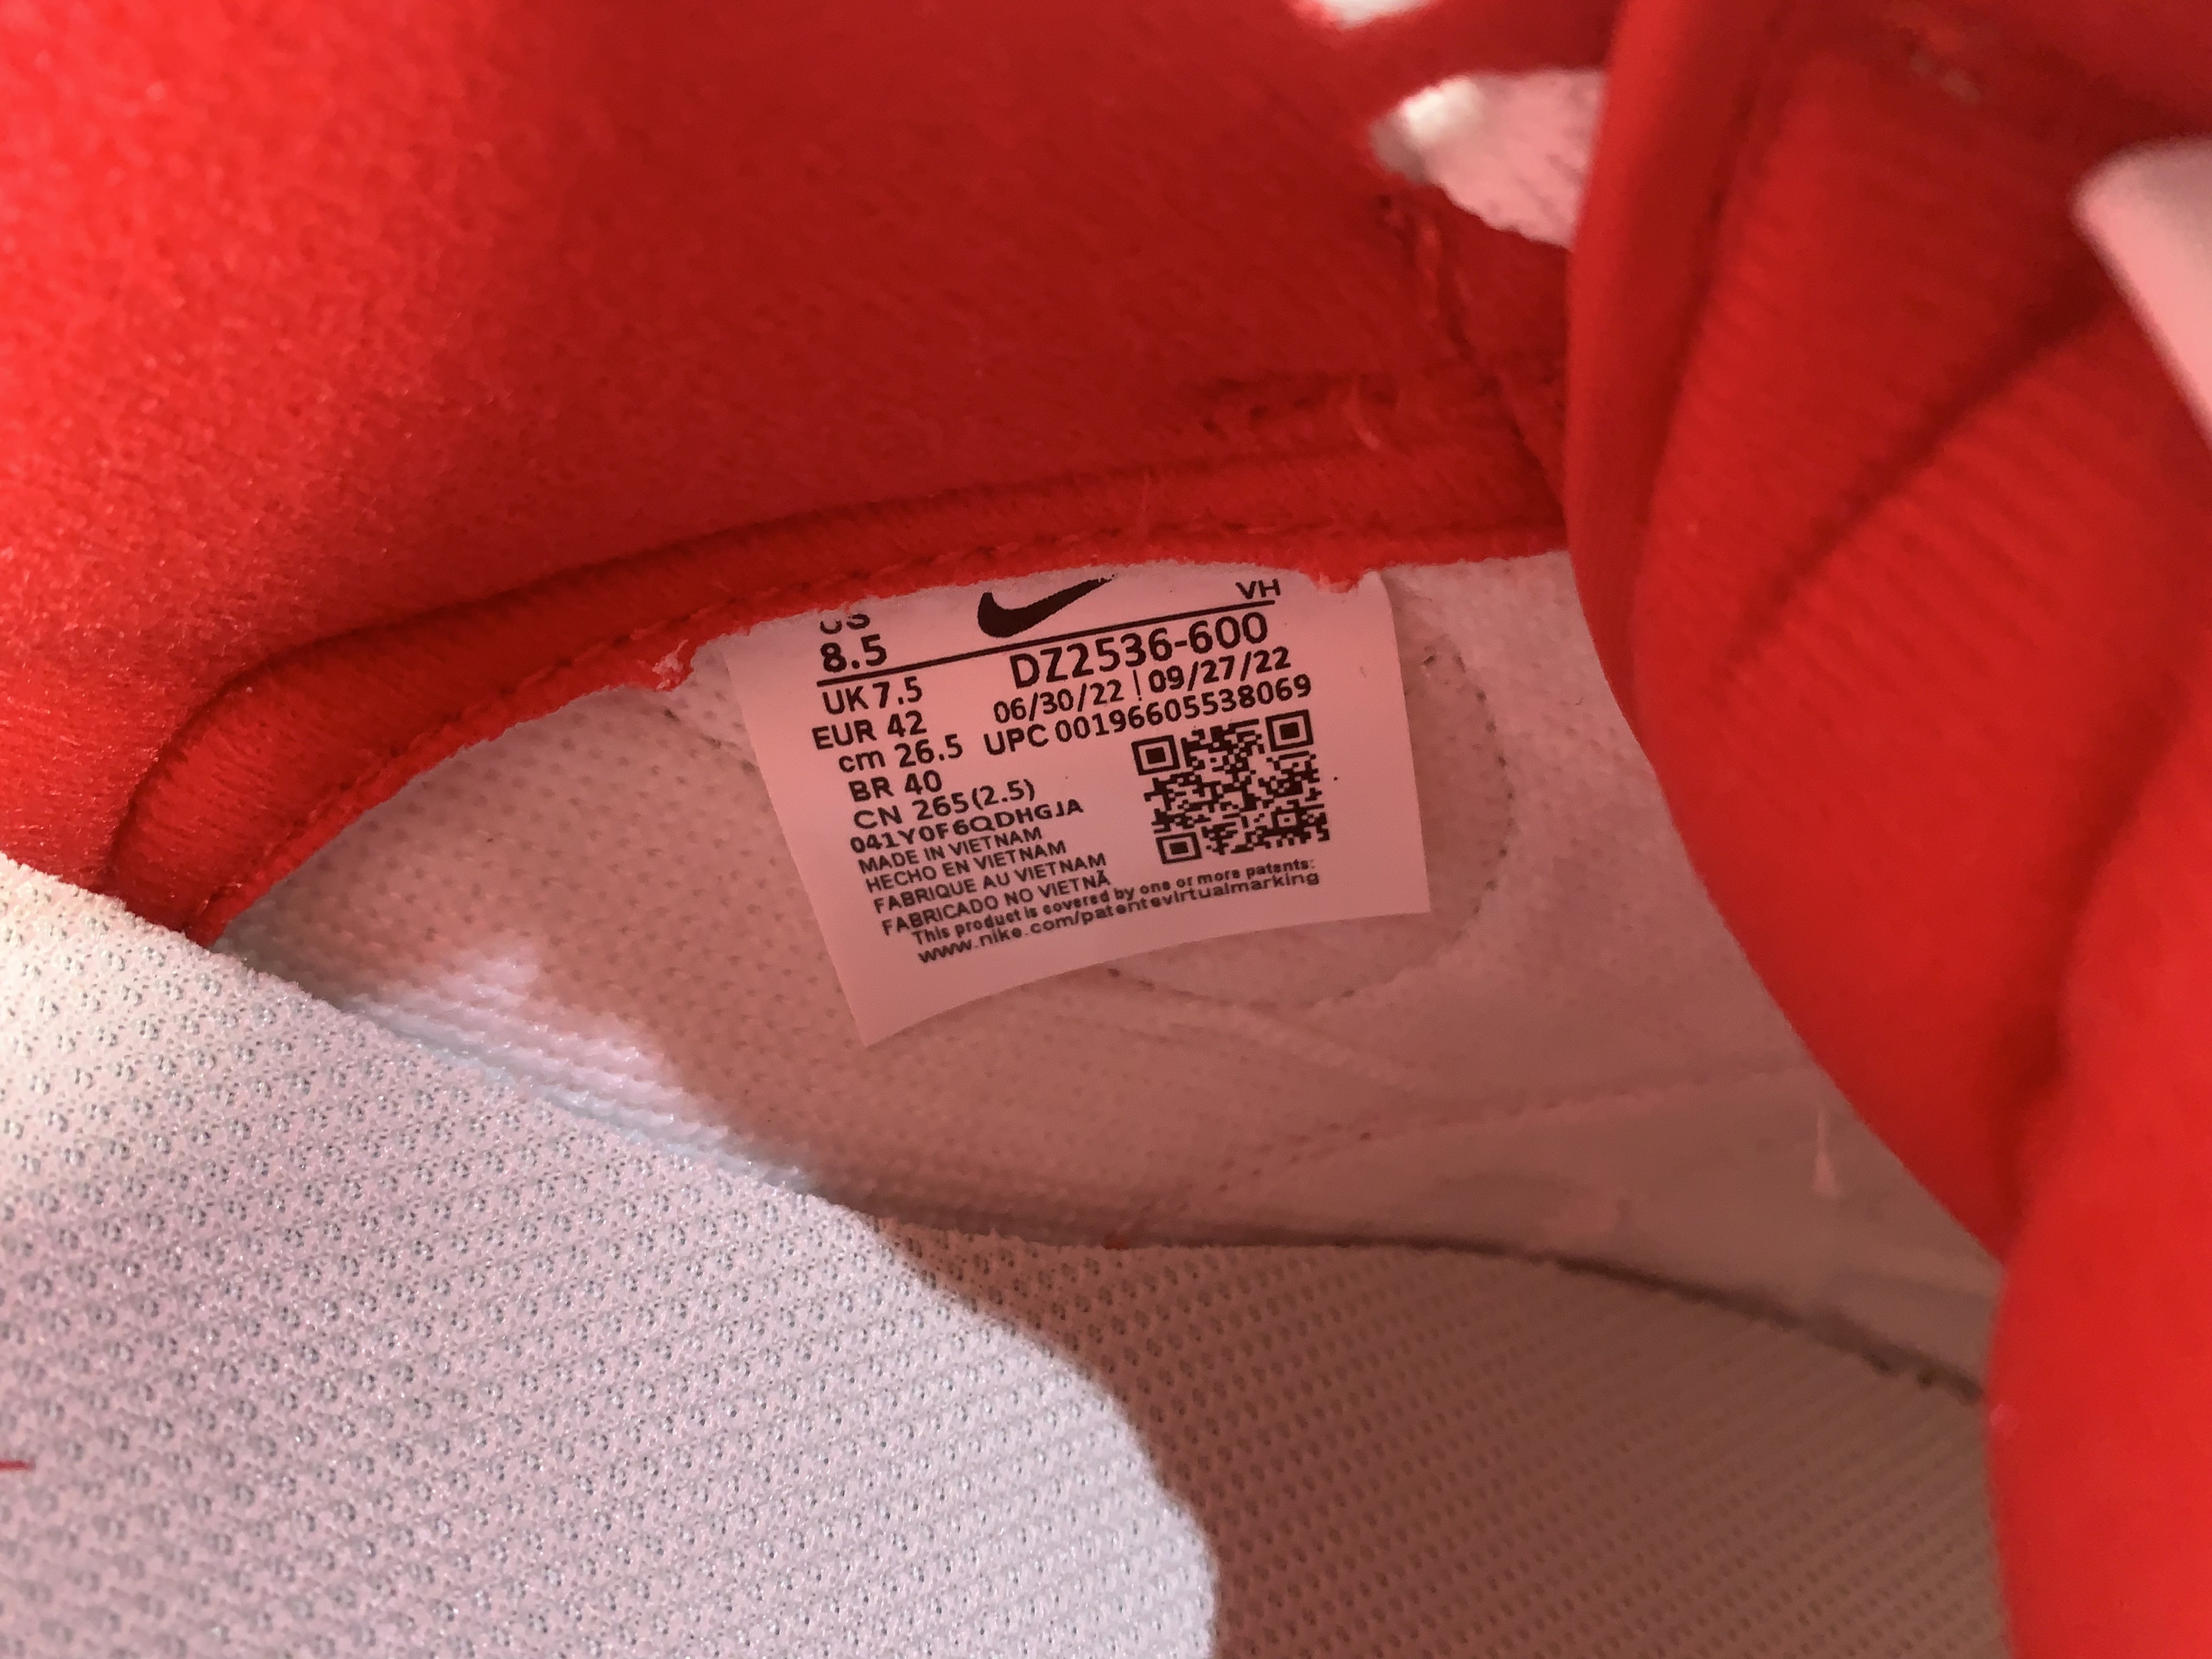 US VH
8.5 DZ2536-600
UK 7.5 06/30/22 | 09/27/22
EUR 42 UPC 00196605538069
cm 26.5
BR 40
CN 265(2.5)
041Y0F6QDHGJA
MADE IN VIETNAM
HECHO EN VIETNAM
FABRIQUE AU VIETNAM
FABRICADO NO VIETNÃ
This product is covered by one or more patents:
www.nike.com/patentsvirtualmarking